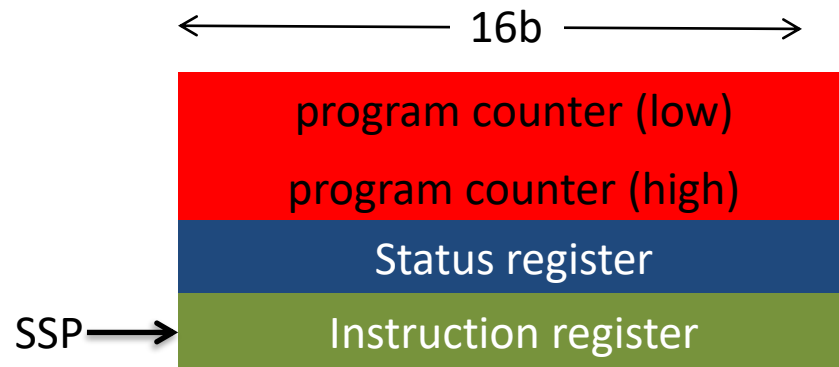 16b
program counter (low)
program counter (high)
Status register
SSP
Instruction register